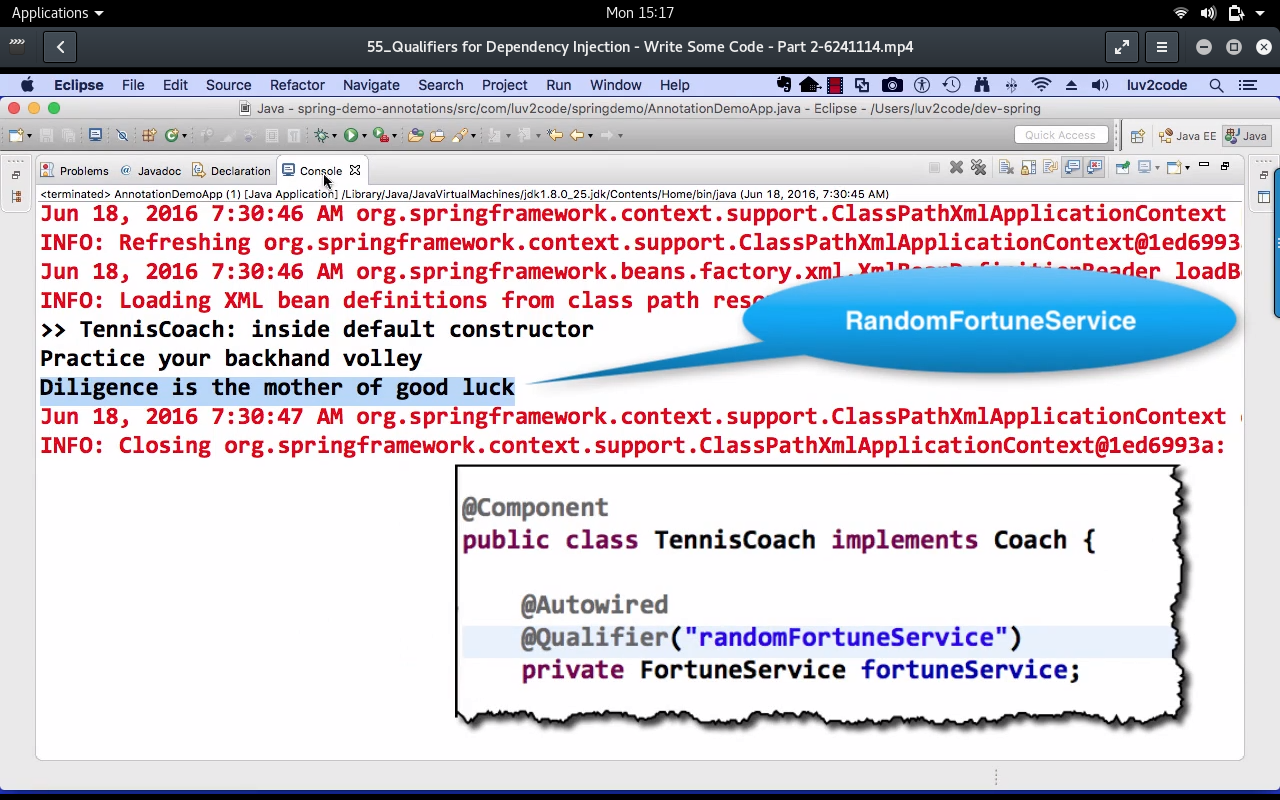 Applications
Mon 15:17
55_Qualifiers for Dependency Injection - Write Some Code - Part 2-6241114.mp4
Eclipse File Edit Source Refactor Navigate Search Project Run Window Help luv2code
Java - spring-demo-annotations/src/com/luv2code/springdemo/AnnotationDemoApp.java - Eclipse - /Users/luv2code/dev-spring
Quick Access Java EE Java
Problems @ Javadoc Declaration Console
<terminated> AnnotationDemoApp (1) [Java Application] /Library/Java/JavaVirtualMachines/jdk1.8.0_25.jdk/Contents/Home/bin/java (Jun 18, 2016, 7:30:45 AM)
Jun 18, 2016 7:30:46 AM org.springframework.context.support.ClassPathXmlApplicationContext
INFO: Refreshing org.springframework.context.support.ClassPathXmlApplicationContext@1ed6993
Jun 18, 2016 7:30:46 AM org.springframework.beans.factory.xml.XmlBeanDefinitionReader loadB
INFO: Loading XML bean definitions from class path
>> TennisCoach: inside default constructor
RandomFortuneService
Practice your backhand volley
Diligence is the mother of good luck
Jun 18, 2016 7:30:47 AM org.springframework.context.support.ClassPathXmlApplicationContext
INFO: Closing org.springframework.context.support.ClassPathXmlApplicationContext@1ed6993a:
@Component
public class TennisCoach implements Coach {
@Autowired
@Qualifier("randomFortuneService")
private FortuneService fortuneService;